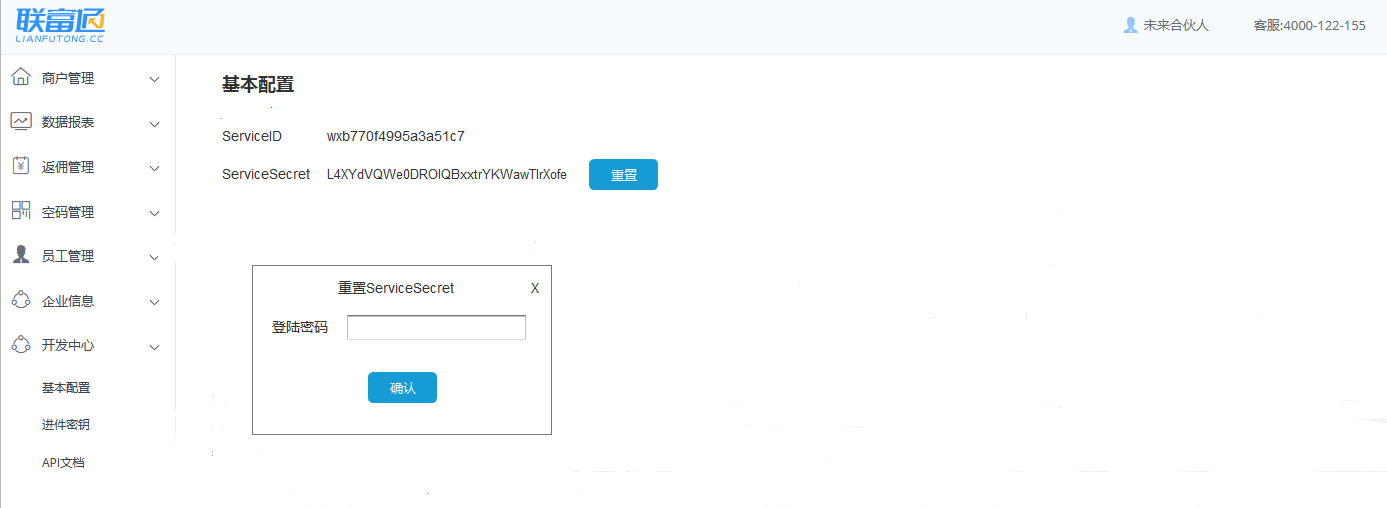 联富通
LIANFUTONG.CC
未来合伙人 客服:4000-122-155
商户管理
数据报表
返佣管理
空码管理
员工管理
企业信息
开发中心
基本配置
进件密钥
API文档
基本配置
ServiceID wxb770f4995a3a51c7
ServiceSecret L4XYdVQWe0DROIQBxxtrYKWawTlrXofe 重置
重置ServiceSecret X
登陆密码
确认